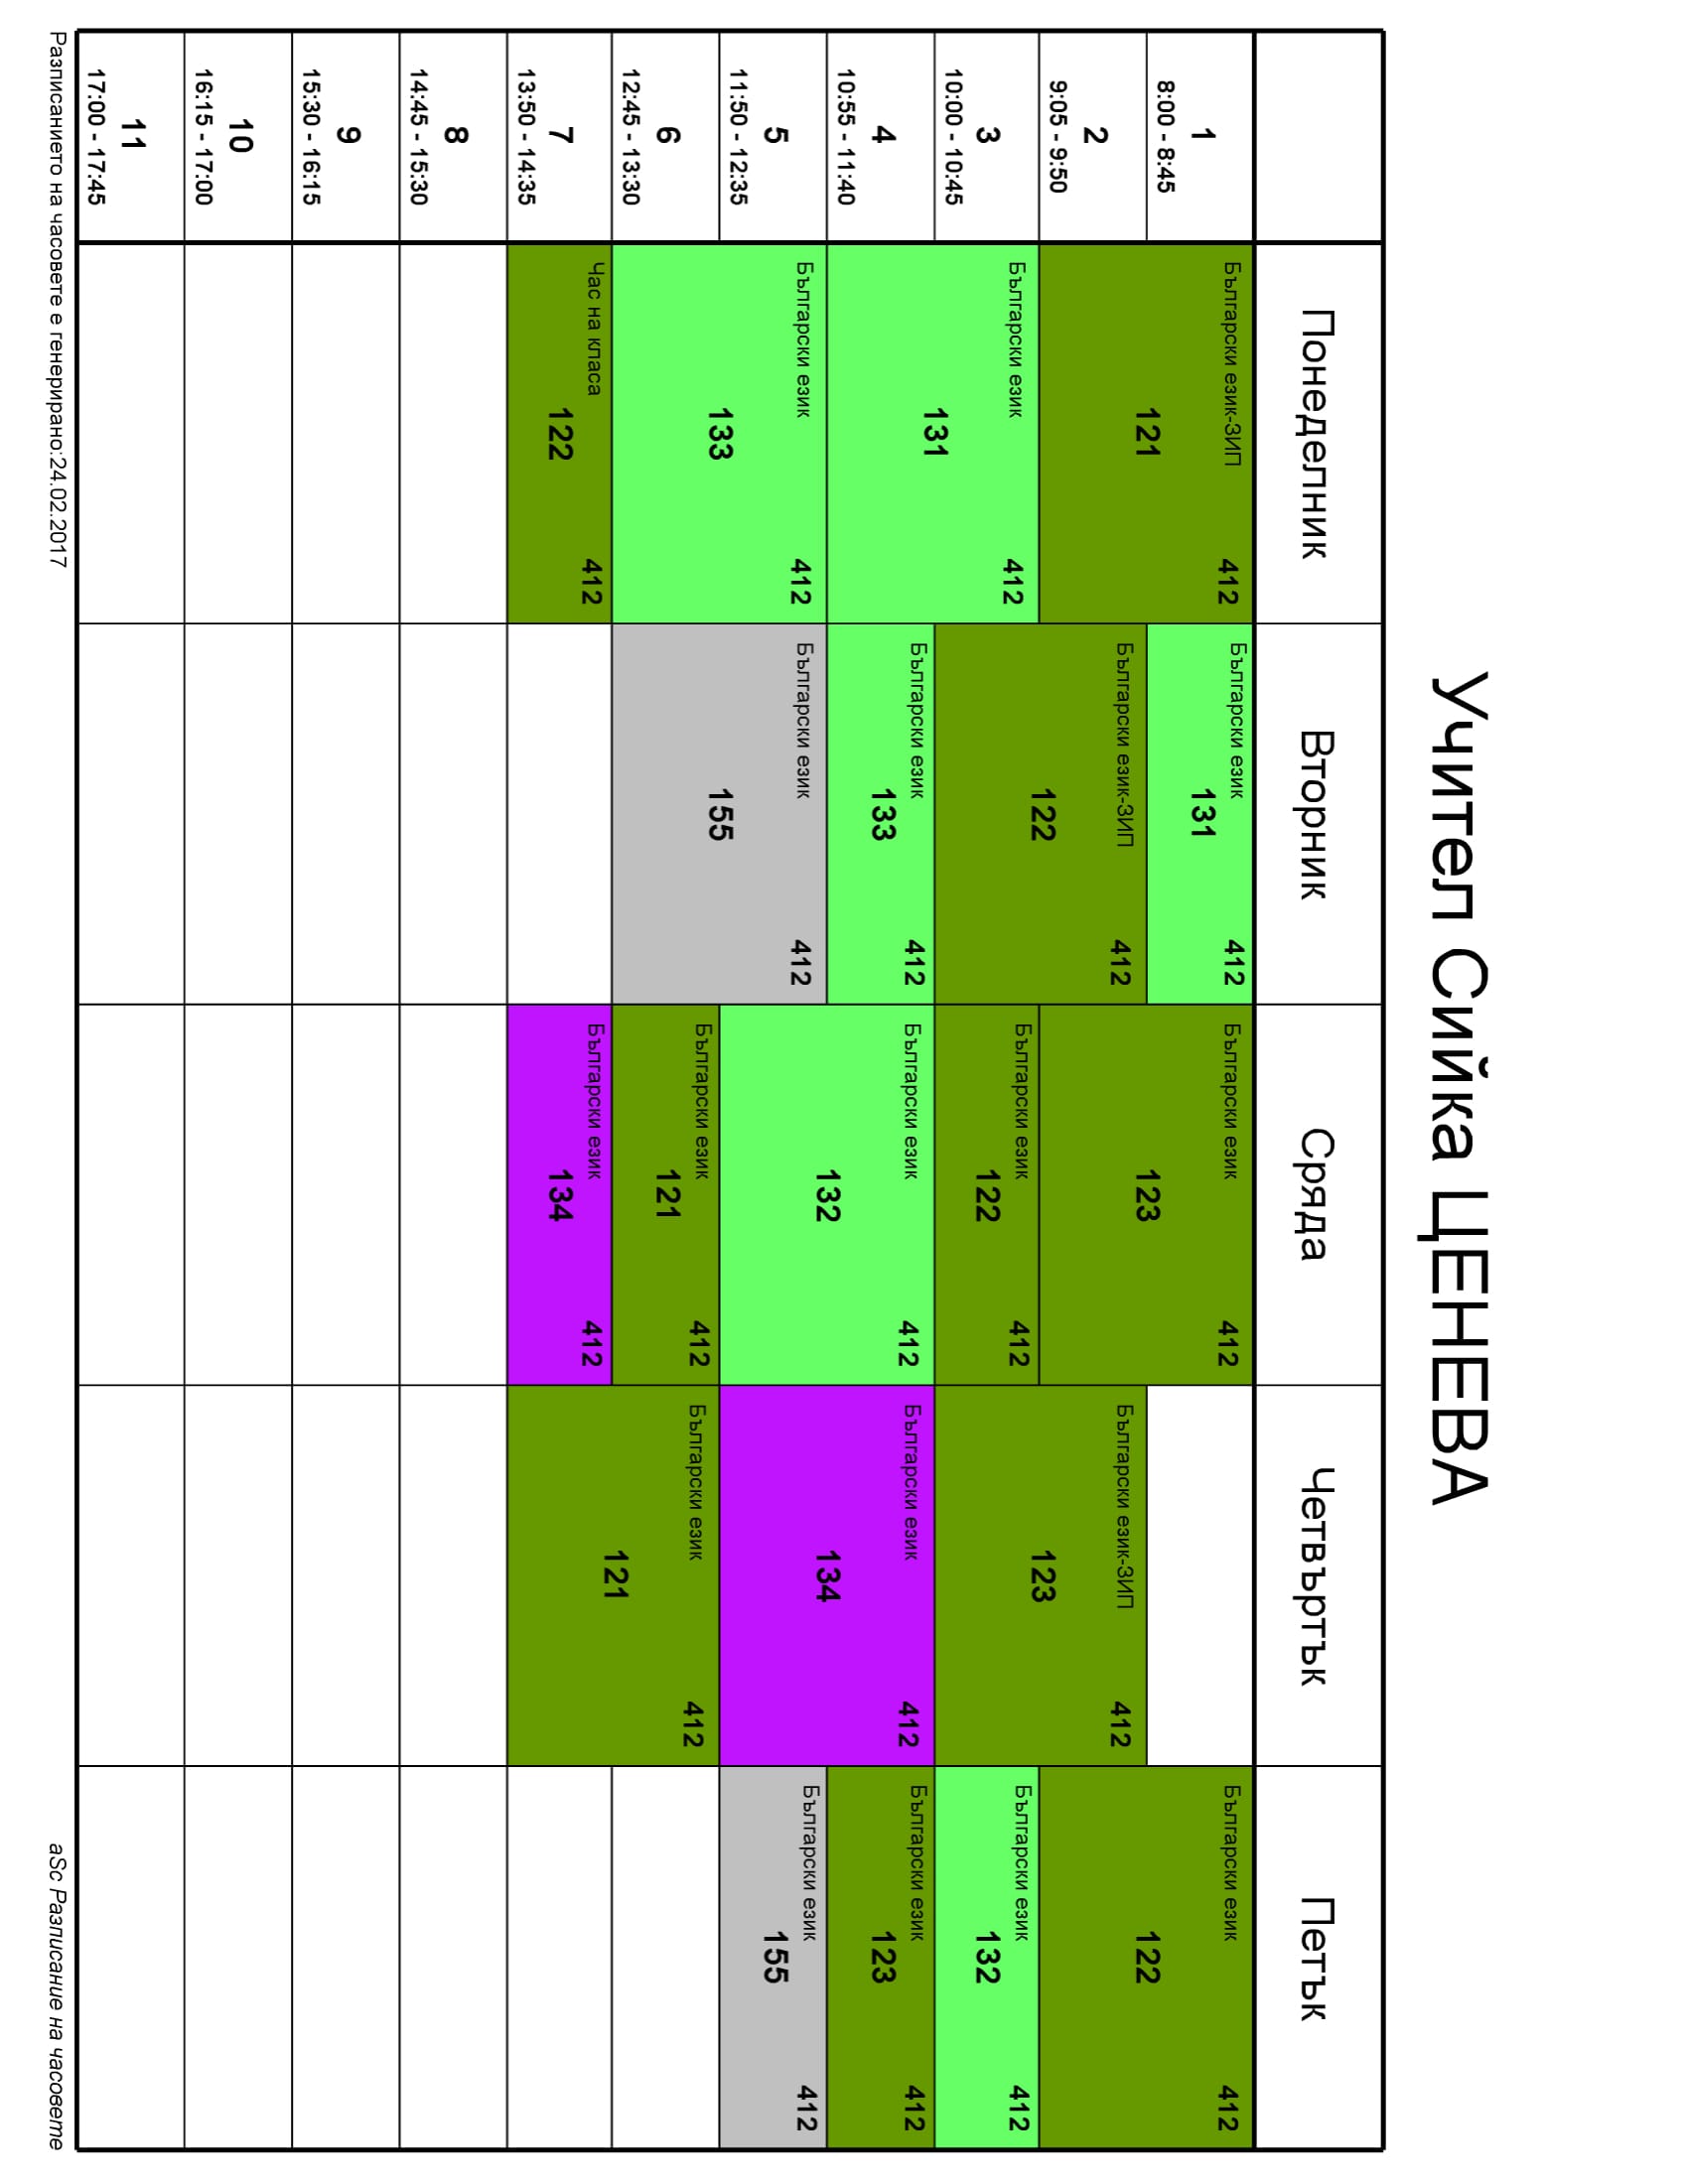 Учител Сийка ЦЕНЕВА
1
8:00 - 8:45
2
9:05 - 9:50
3
10:00 - 10:45
4
10:55 - 11:40
5
11:50 - 12:35
6
12:45 - 13:30
7
13:50 - 14:35
8
14:45 - 15:30
9
15:30 - 16:15
10
16:15 - 17:00
11
17:00 - 17:45
Понеделник
Български език-ЗИП
121
412
Български език
131
412
Български език
133
412
Час на класа
122
412
Вторник
Български език
131
412
Български език-ЗИП
122
412
Български език
133
412
Български език
155
412
Сряда
Български език
123
412
Български език
122
412
Български език
132
412
Български език
121
412
Български език
134
412
Четвъртък
Български език-ЗИП
123
412
Български език
134
412
Български език
121
412
Петък
Български език
122
412
Български език
132
412
Български език
123
412
Български език
155
412
Разписанието на часовете е генерирано:24.02.2017
aSc Разписание на часовете